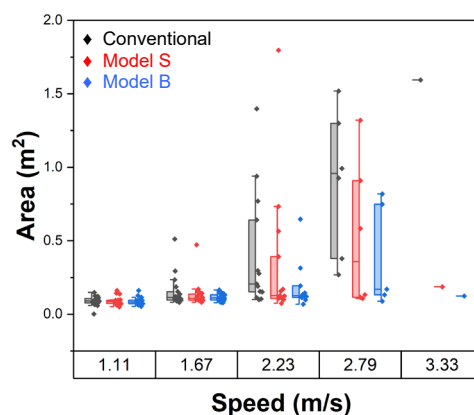 2.0
Conventional
Model S
Model B
1.5
1.0
0.5
0.0
Area (m²)
1.11 1.67 2.23 2.79 3.33
Speed (m/s)